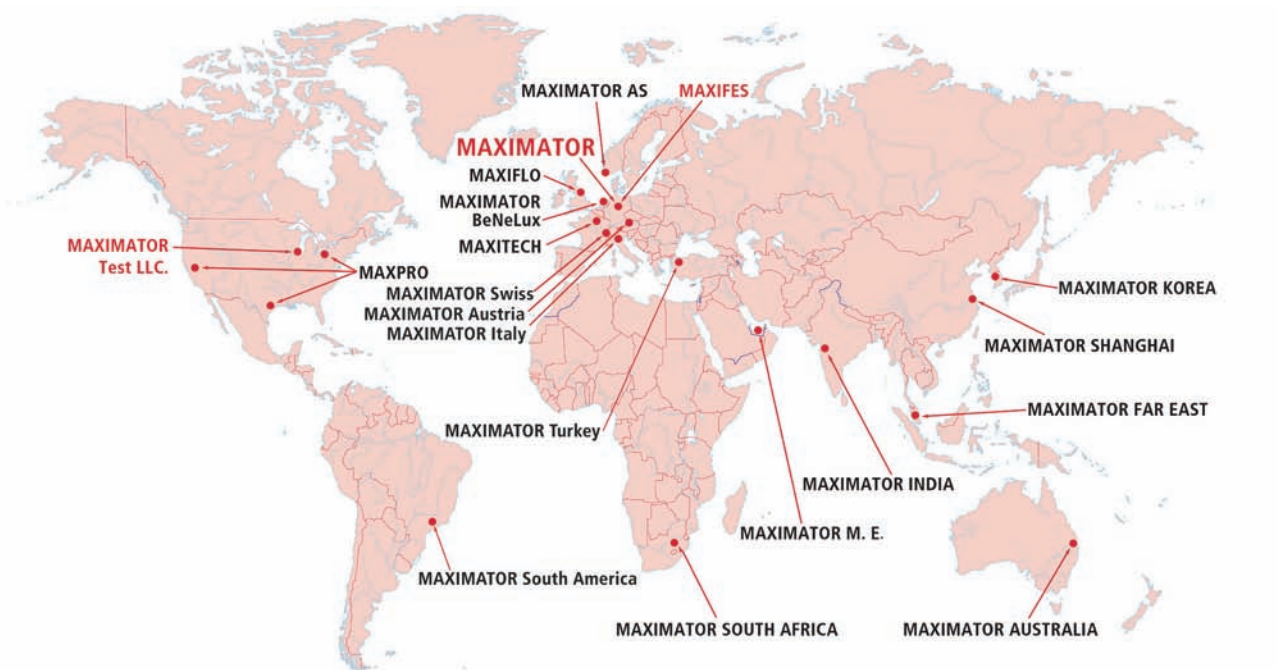 MAXIMATOR AS
MAXIFES
MAXIMATOR
MAXIFLO
MAXIMATOR
BeNeLux
MAXITECH
MAXIMATOR
Test LLC.
MAXPRO
MAXIMATOR Swiss
MAXIMATOR Austria
MAXIMATOR Italy
MAXIMATOR KOREA
MAXIMATOR SHANGHAI
MAXIMATOR FAR EAST
MAXIMATOR Turkey
MAXIMATOR INDIA
MAXIMATOR M. E.
MAXIMATOR South America
MAXIMATOR SOUTH AFRICA
MAXIMATOR AUSTRALIA